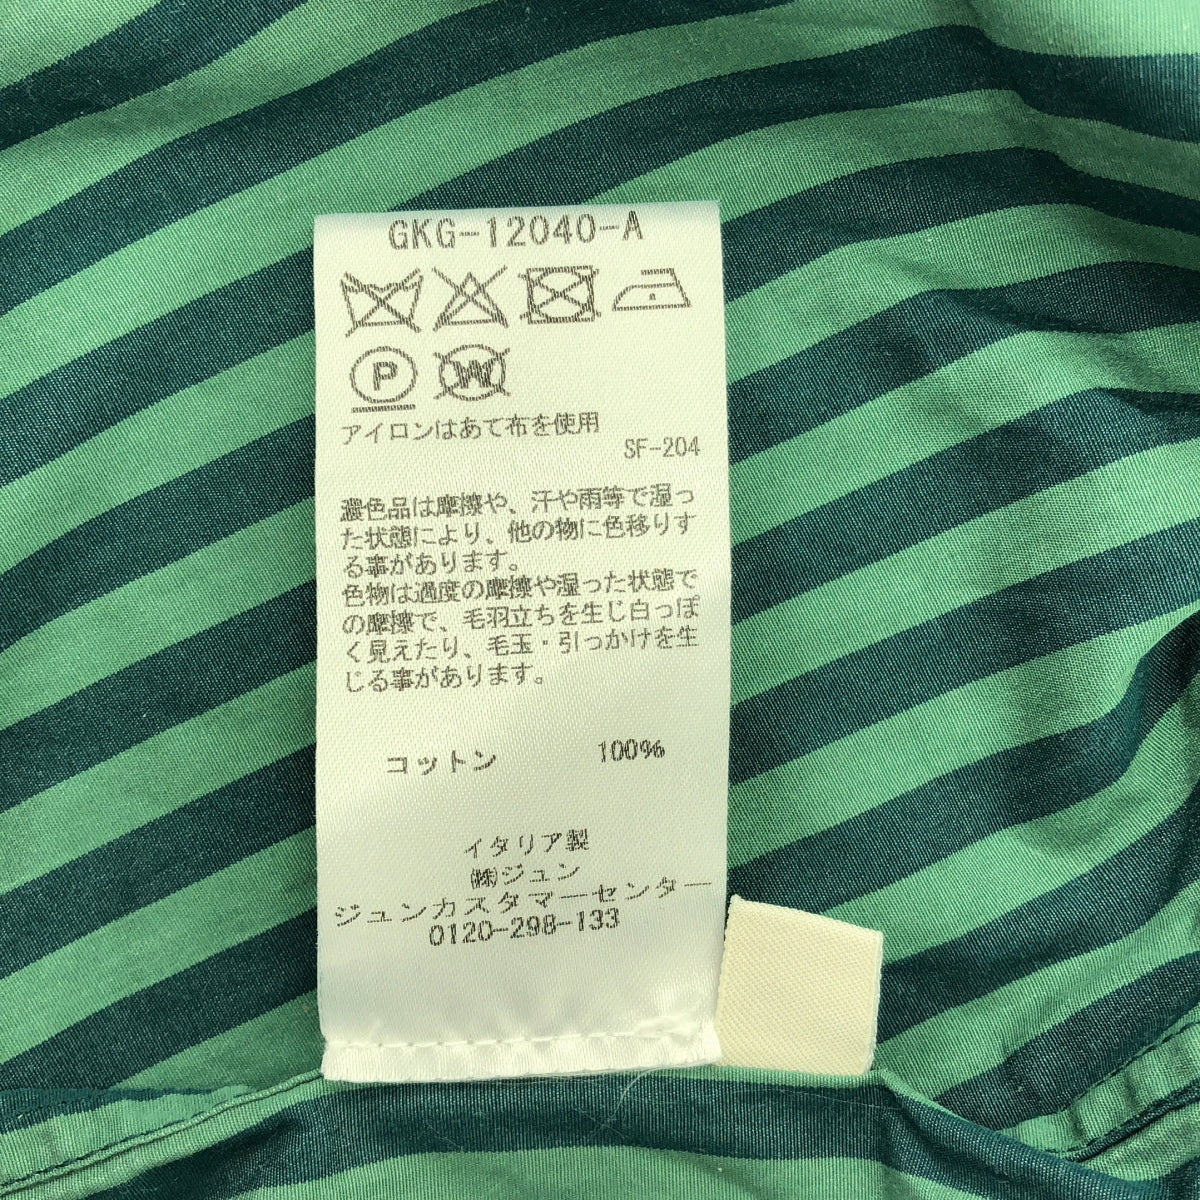 GKG-12040-A
P W
アイロンはあて布を使用
SF-204
濃色品は摩擦や、汗や雨等で湿っ
た状態により、他の物に色移りす
る事があります。
色物は過度の摩擦や湿った状態で
の摩擦で、毛羽立ちを生じ白っぽ
く見えたり、毛玉・引っかけを生
じる事があります。
コットン 100%
イタリア製
㈱ジュン
ジュンカスタマーセンター
0120-298-133